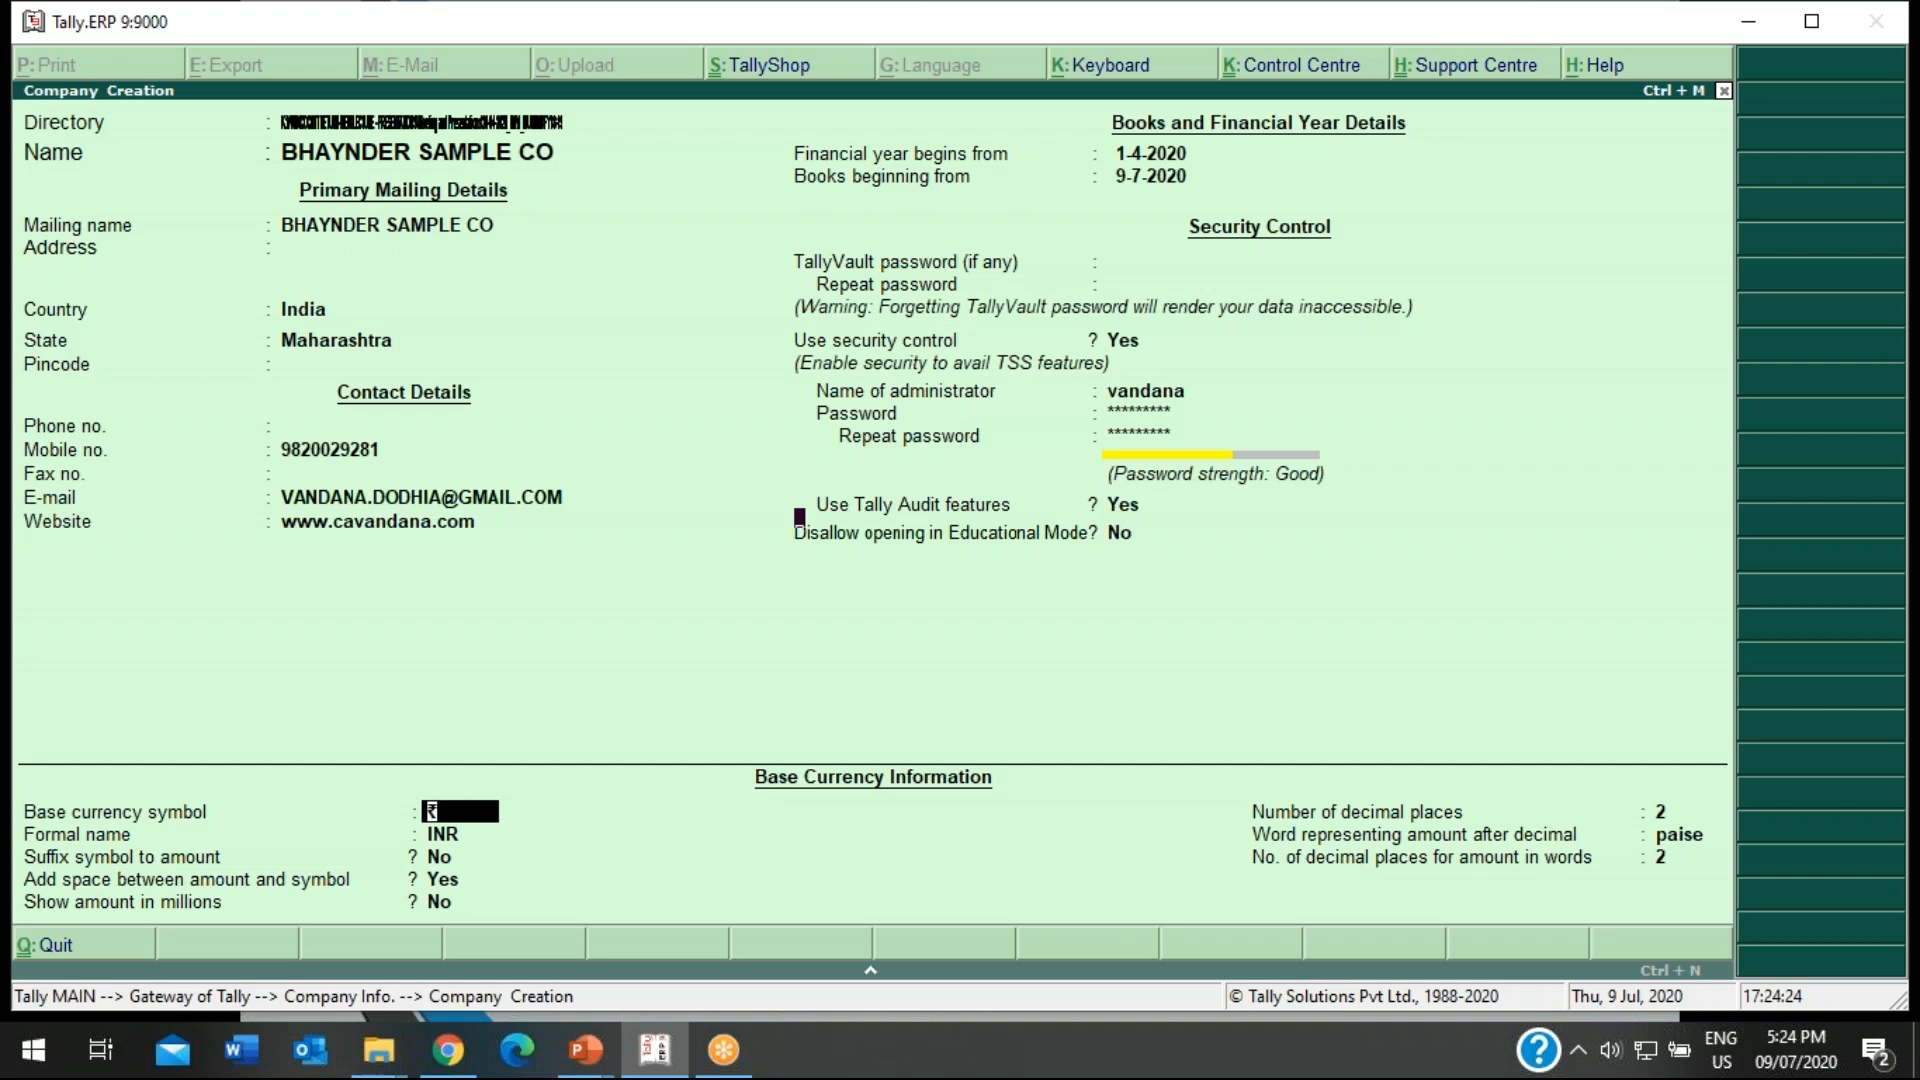 Tally.ERP 9:9000
P: Print
E: Export
M: E-Mail
O: Upload
S: TallyShop
G: Language
K: Keyboard
K: Control Centre
H: Support Centre
H: Help
Company Creation
Ctrl + M
Directory :
Name : BHAYNDER SAMPLE CO
Primary Mailing Details
Mailing name : BHAYNDER SAMPLE CO
Address :
Country : India
State : Maharashtra
Pincode :
Contact Details
Phone no. :
Mobile no. : 9820029281
Fax no. :
E-mail : VANDANA.DODHIA@GMAIL.COM
Website : www.cavandana.com
Books and Financial Year Details
Financial year begins from : 1-4-2020
Books beginning from : 9-7-2020
Security Control
TallyVault password (if any) :
Repeat password :
(Warning: Forgetting TallyVault password will render your data inaccessible.)
Use security control ? Yes
(Enable security to avail TSS features)
Name of administrator : vandana
Password : *********
Repeat password : *********
(Password strength: Good)
Use Tally Audit features ? Yes
Disallow opening in Educational Mode? No
Base Currency Information
Base currency symbol : ₹
Formal name : INR
Suffix symbol to amount ? No
Add space between amount and symbol ? Yes
Show amount in millions ? No
Number of decimal places : 2
Word representing amount after decimal : paise
No. of decimal places for amount in words : 2
Q: Quit
Ctrl + N
Tally MAIN --> Gateway of Tally --> Company Info. --> Company Creation
© Tally Solutions Pvt Ltd., 1988-2020
Thu, 9 Jul, 2020
17:24:24
ENG
US
5:24 PM
09/07/2020
2